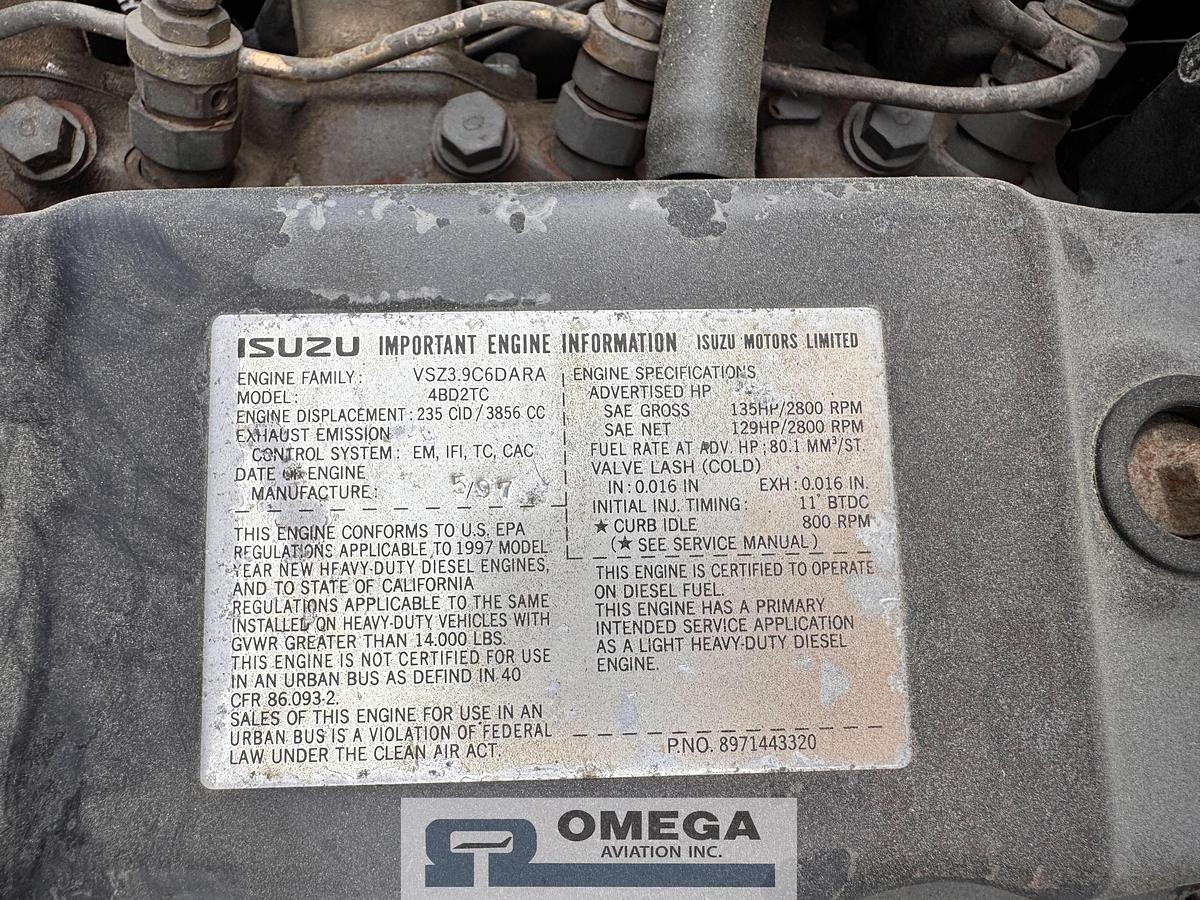 ISUZU IMPORTANT ENGINE INFORMATION ISUZU MOTORS LIMITED
ENGINE FAMILY: VSZ3.9C6DARA
MODEL: 4BD2TC
ENGINE DISPLACEMENT: 235 CID / 3856 CC
EXHAUST EMISSION
CONTROL SYSTEM: EM, IFI, TC, CAC
DATE OF ENGINE
MANUFACTURE: 5/97
THIS ENGINE CONFORMS TO U.S. EPA
REGULATIONS APPLICABLE TO 1997 MODEL
YEAR NEW HEAVY-DUTY DIESEL ENGINES,
AND TO STATE OF CALIFORNIA
REGULATIONS APPLICABLE TO THE SAME
INSTALLED ON HEAVY-DUTY VEHICLES WITH
GVWR GREATER THAN 14.000 LBS.
THIS ENGINE IS NOT CERTIFIED FOR USE
IN AN URBAN BUS AS DEFIND IN 40
CFR 86.093-2.
SALES OF THIS ENGINE FOR USE IN AN
URBAN BUS IS A VIOLATION OF FEDERAL
LAW UNDER THE CLEAN AIR ACT.
ENGINE SPECIFICATIONS
ADVERTISED HP
SAE GROSS 135HP/2800 RPM
SAE NET 129HP/2800 RPM
FUEL RATE AT ADV. HP: 80.1 MM³/ST.
VALVE LASH (COLD)
IN: 0.016 IN EXH: 0.016 IN.
INITIAL INJ. TIMING: 11° BTDC
★ CURB IDLE 800 RPM
(★ SEE SERVICE MANUAL)
THIS ENGINE IS CERTIFIED TO OPERATE
ON DIESEL FUEL.
THIS ENGINE HAS A PRIMARY
INTENDED SERVICE APPLICATION
AS A LIGHT HEAVY-DUTY DIESEL
ENGINE.
P.NO. 8971443320
OMEGA
AVIATION INC.